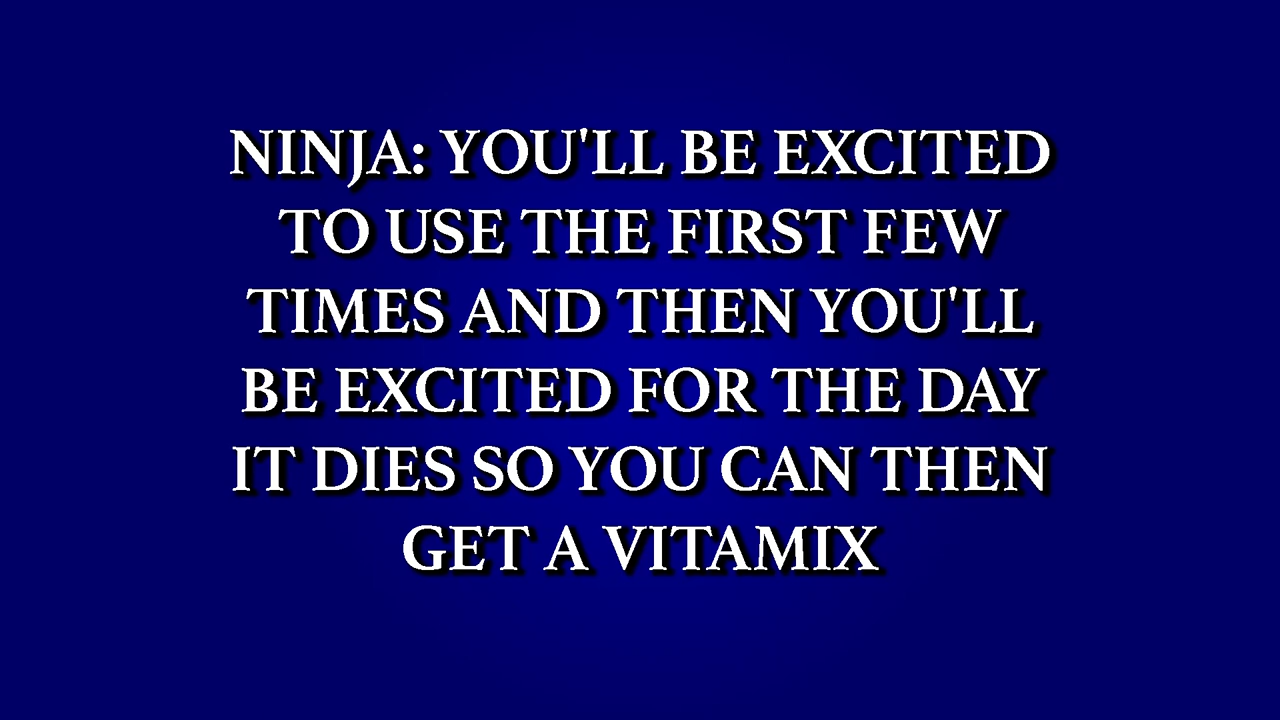 NINJA: YOU'LL BE EXCITED
TO USE THE FIRST FEW
TIMES AND THEN YOU'LL
BE EXCITED FOR THE DAY
IT DIES SO YOU CAN THEN
GET A VITAMIX